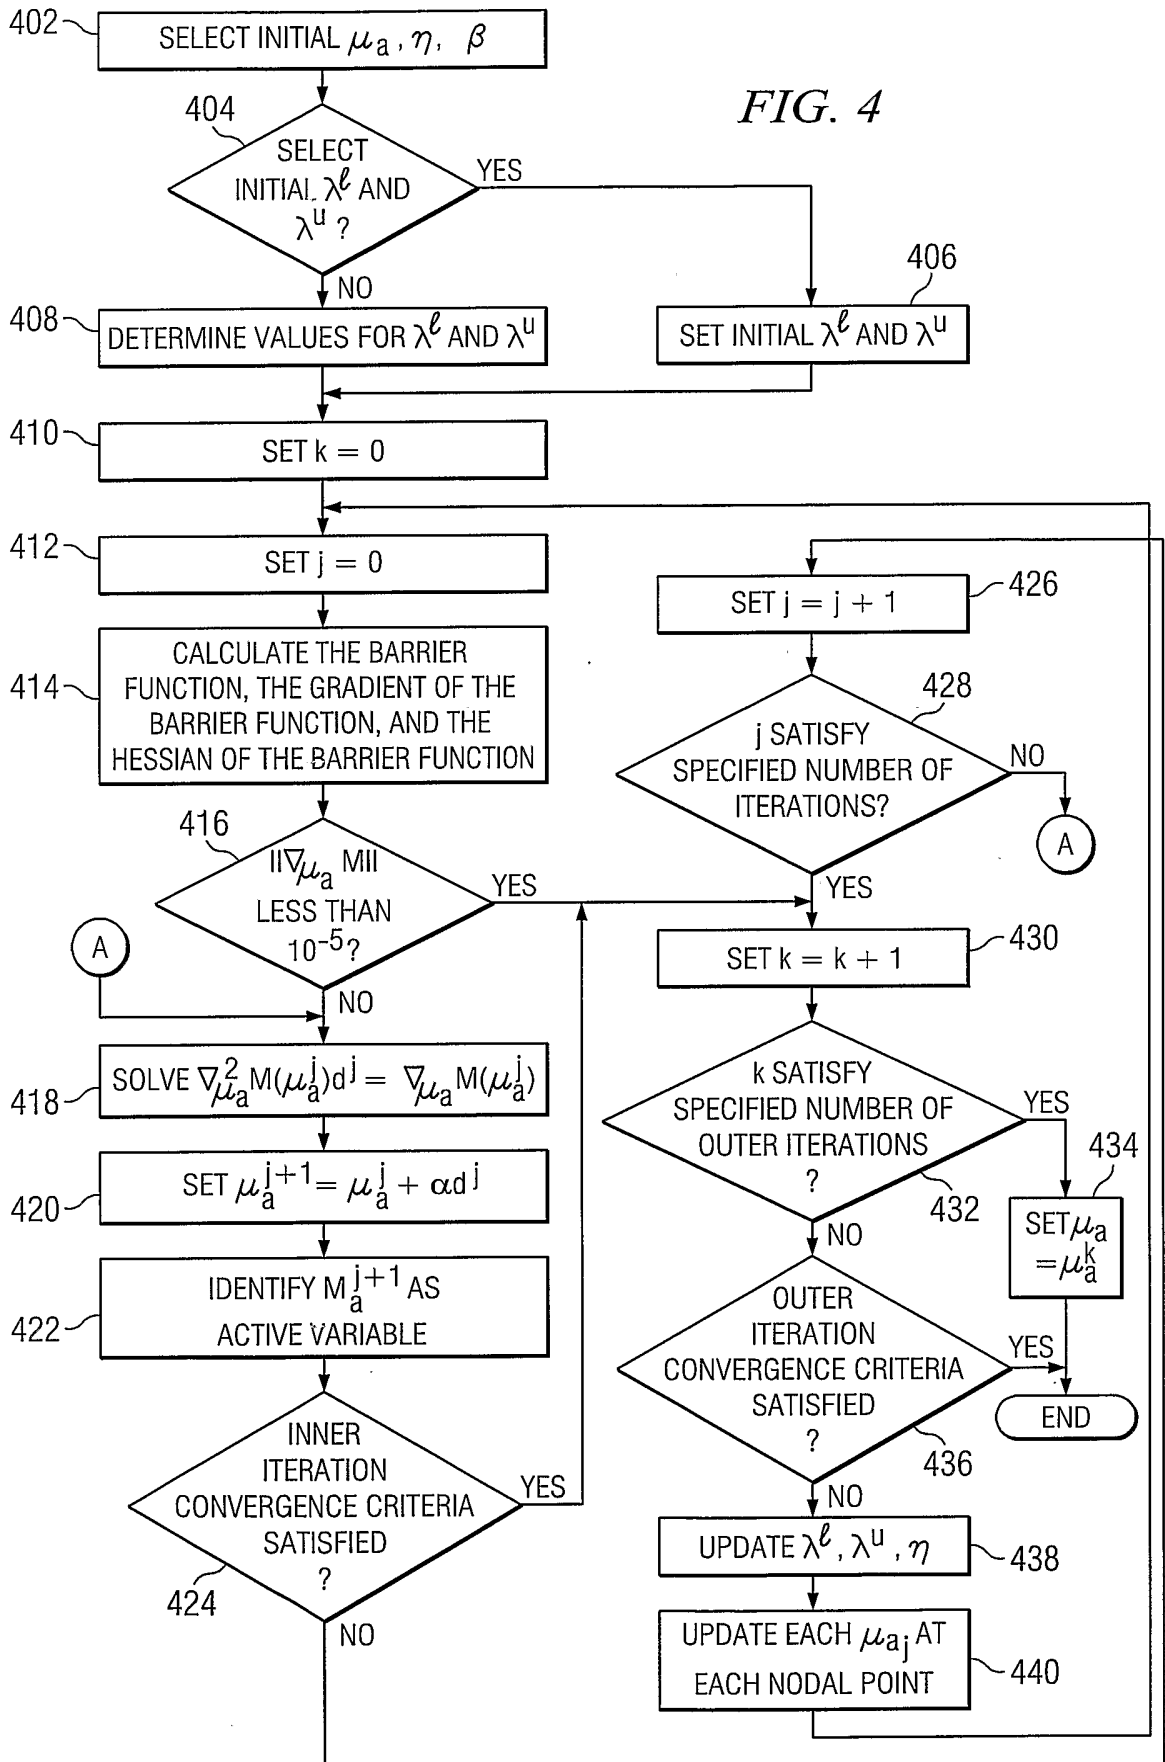 FIG. 4
402
SELECT INITIAL μa, η, β
404
SELECT
INITIAL λℓ AND
λu ?
YES
NO
406
SET INITIAL λℓ AND λu
408
DETERMINE VALUES FOR λℓ AND λu
410
SET k = 0
412
SET j = 0
414
CALCULATE THE BARRIER
FUNCTION, THE GRADIENT OF THE
BARRIER FUNCTION, AND THE
HESSIAN OF THE BARRIER FUNCTION
416
||∇μa M||
LESS THAN
10⁻⁵?
YES
A
NO
418
SOLVE ∇²μa M(μaʲ)dʲ = ∇μa M(μaʲ)
420
SET μaʲ⁺¹ = μaʲ + αdʲ
422
IDENTIFY Maʲ⁺¹ AS
ACTIVE VARIABLE
424
INNER
ITERATION
CONVERGENCE CRITERIA
SATISFIED
?
YES
NO
426
SET j = j + 1
428
j SATISFY
SPECIFIED NUMBER OF
ITERATIONS?
NO
A
YES
430
SET k = k + 1
432
k SATISFY
SPECIFIED NUMBER OF
OUTER ITERATIONS
?
YES
434
SET μa
= μaᵏ
NO
436
OUTER
ITERATION
CONVERGENCE CRITERIA
SATISFIED
?
YES
END
NO
438
UPDATE λℓ, λu, η
440
UPDATE EACH μaj AT
EACH NODAL POINT